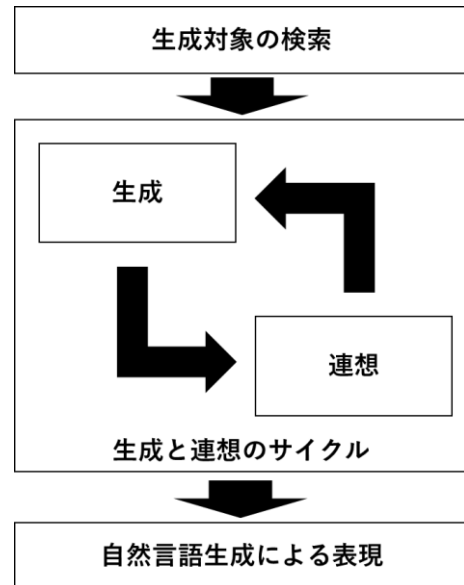 生成対象の検索
生成
連想
生成と連想のサイクル
自然言語生成による表現